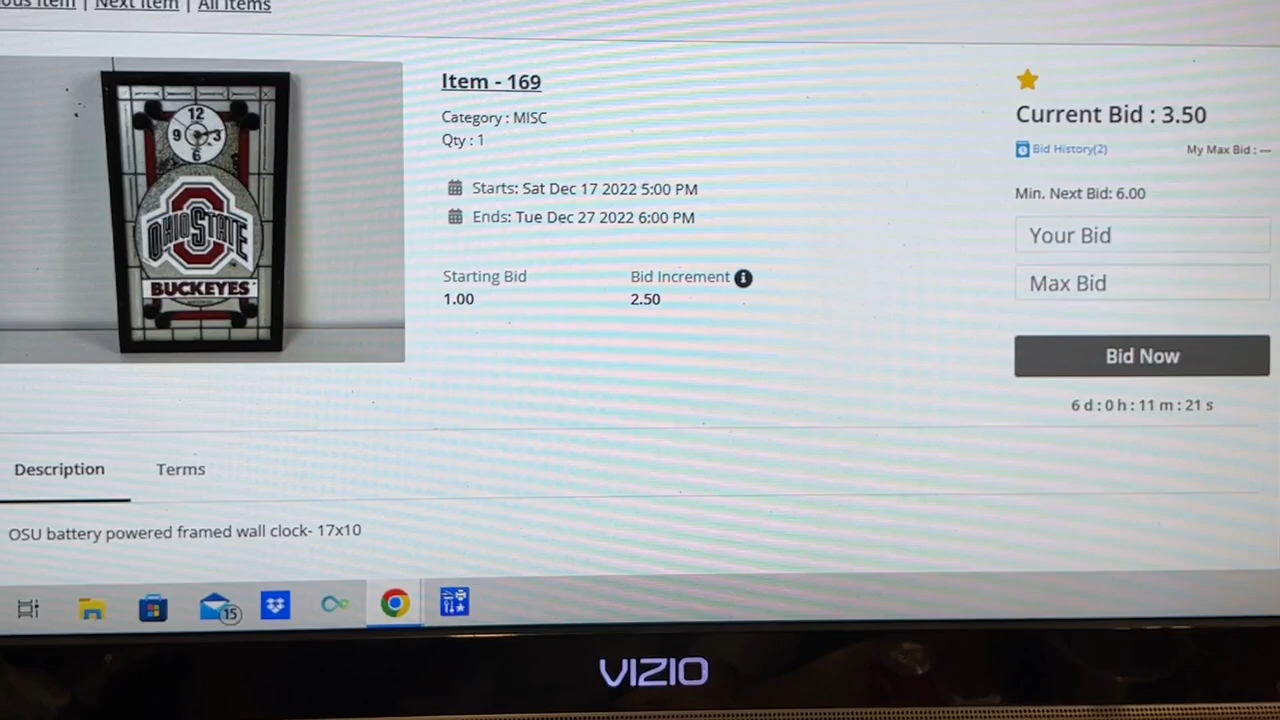 ous Item | Next Item | All Items
Item - 169
Category : MISC
Qty : 1
Starts: Sat Dec 17 2022 5:00 PM
Ends: Tue Dec 27 2022 6:00 PM
Starting Bid
Bid Increment
1.00
2.50
Current Bid : 3.50
Bid History(2)
My Max Bid : ---
Min. Next Bid: 6.00
Your Bid
Max Bid
Bid Now
6 d : 0 h : 11 m : 21 s
12
9 3
6
OHIO STATE
BUCKEYES
Description
Terms
OSU battery powered framed wall clock- 17x10
15
VIZIO